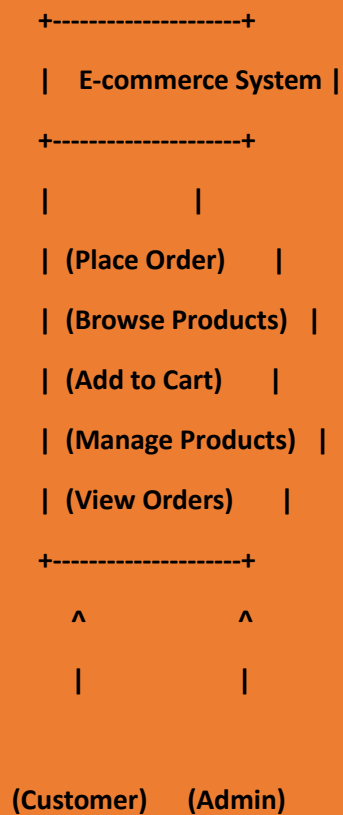 +---------------------+
|    E-commerce System |
+---------------------+
|                 |
|  (Place Order)      |
|  (Browse Products)   |
|  (Add to Cart)      |
|  (Manage Products)   |
|  (View Orders)      |
+---------------------+
^                 ^
|                 |
(Customer)     (Admin)